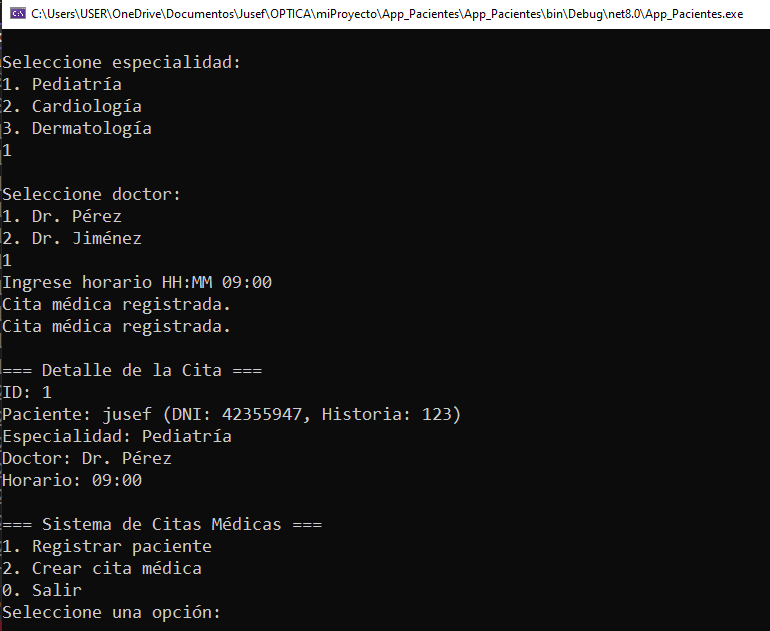 C:\Users\USER\OneDrive\Documentos\Jusef\OPTICA\miProyecto\App_Pacientes\App_Pacientes\bin\Debug\net8.0\App_Pacientes.exe
Seleccione especialidad:
1. Pediatría
2. Cardiología
3. Dermatología
1
Seleccione doctor:
1. Dr. Pérez
2. Dr. Jiménez
1
Ingrese horario HH:MM 09:00
Cita médica registrada.
Cita médica registrada.
=== Detalle de la Cita ===
ID: 1
Paciente: jusef (DNI: 42355947, Historia: 123)
Especialidad: Pediatría
Doctor: Dr. Pérez
Horario: 09:00
=== Sistema de Citas Médicas ===
1. Registrar paciente
2. Crear cita médica
0. Salir
Seleccione una opción: